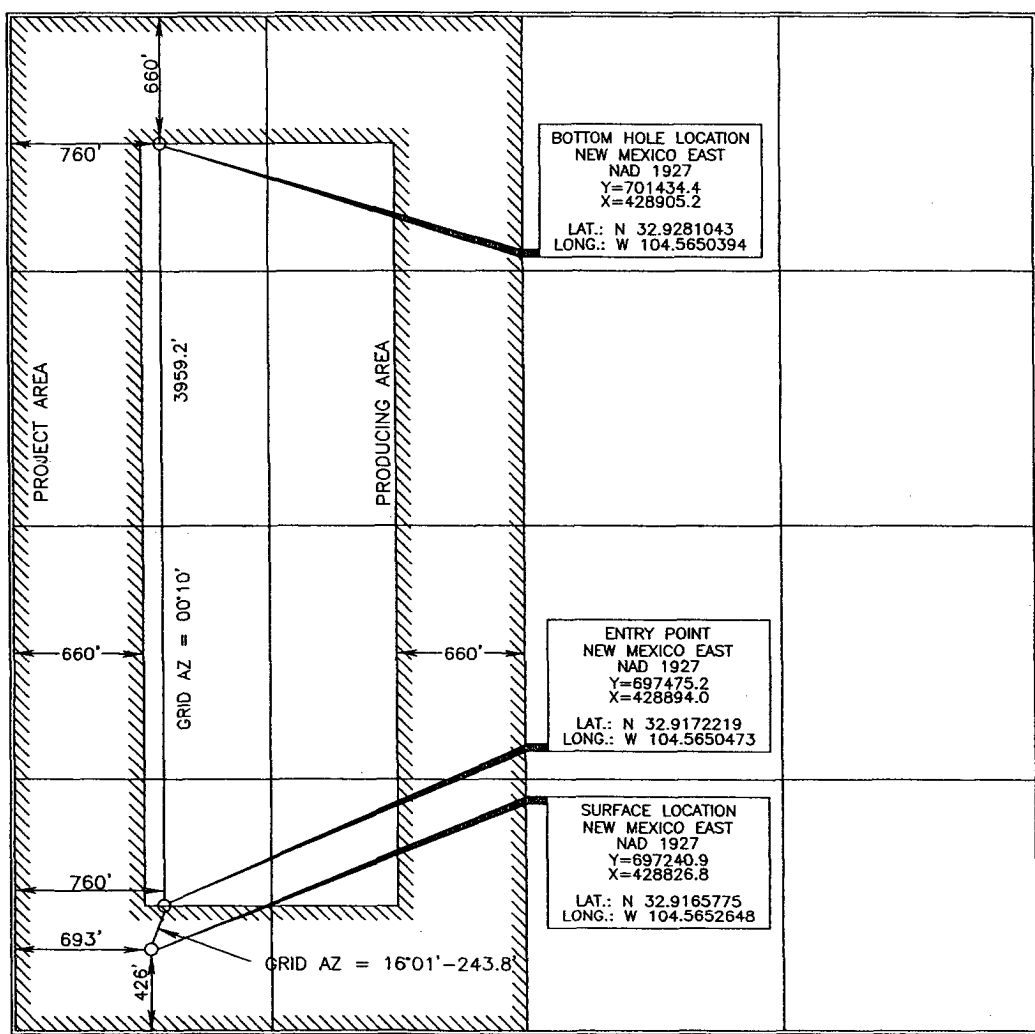 660'
760'
BOTTOM HOLE LOCATION
NEW MEXICO EAST
NAD 1927
Y=701434.4
X=428905.2
LAT.: N 32.9281043
LONG.: W 104.5650394
PROJECT AREA
3959.2'
PRODUCING AREA
GRID AZ = 00°10'
660'
660'
ENTRY POINT
NEW MEXICO EAST
NAD 1927
Y=697475.2
X=428894.0
LAT.: N 32.9172219
LONG.: W 104.5650473
SURFACE LOCATION
NEW MEXICO EAST
NAD 1927
Y=697240.9
X=428826.8
LAT.: N 32.9165775
LONG.: W 104.5652648
760'
693'
426'
GRID AZ = 16°01'-243.8'